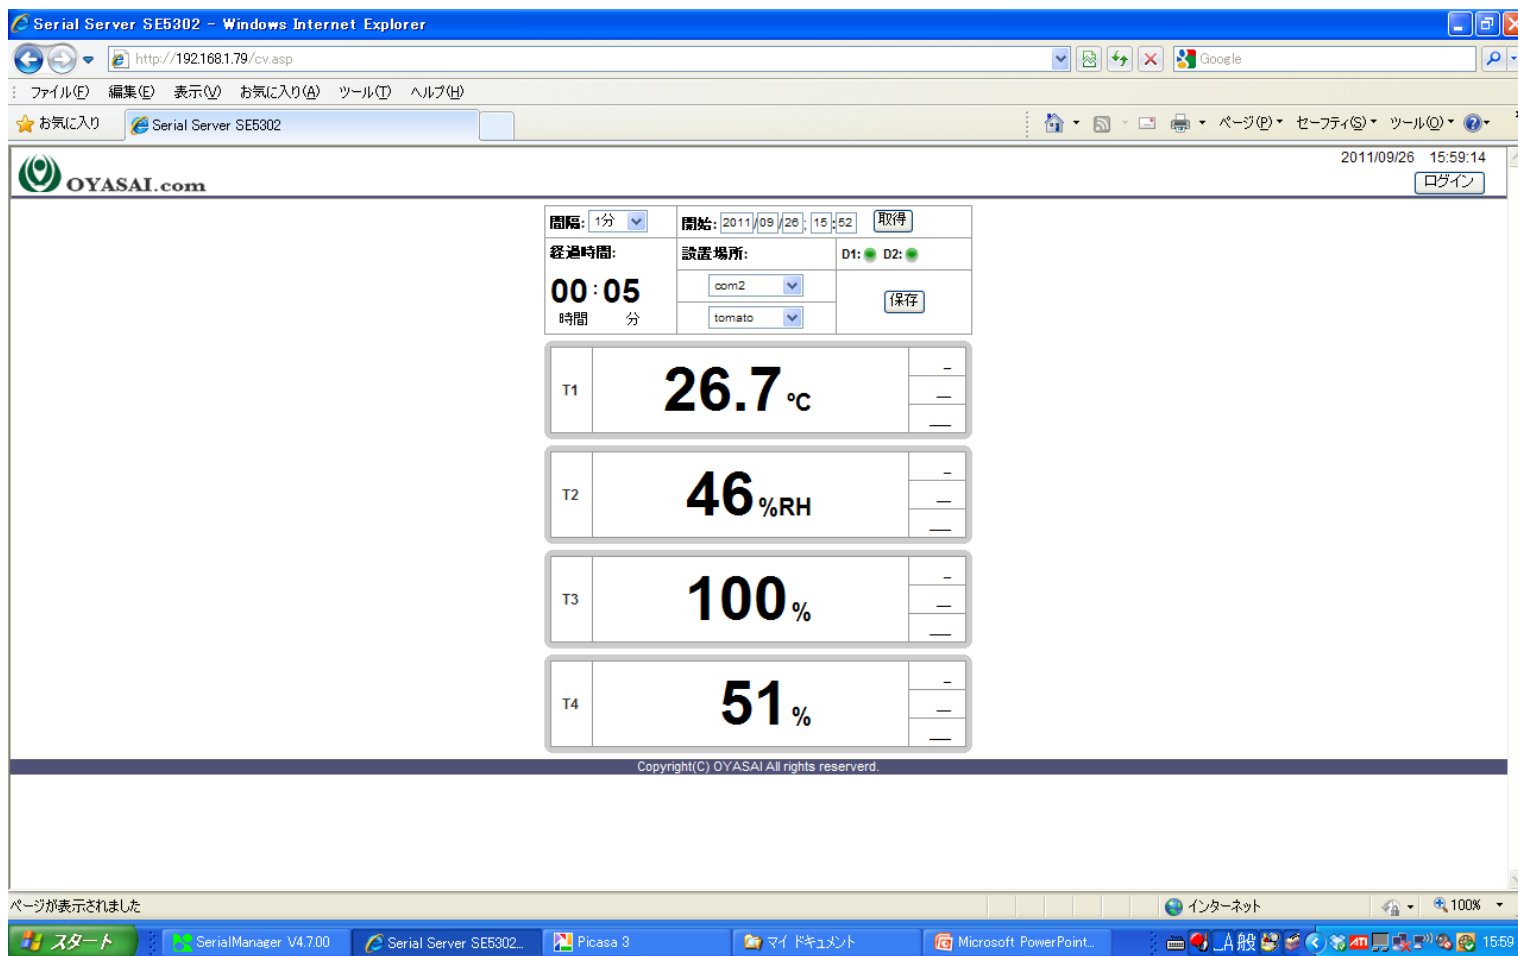 Serial Server SE5302 - Windows Internet Explorer
http://192.168.1.79/cv.asp
Google
ファイル(F) 編集(E) 表示(V) お気に入り(A) ツール(T) ヘルプ(H)
お気に入り Serial Server SE5302 ページ(P) セーフティ(S) ツール(O)
OYASAI.com
2011/09/26 15:59:14
ログイン
間隔: 1分 開始: 2011/09/26; 15:52 取得
経過時間: 設置場所: D1: D2:
00:05
時間 分
com2
tomato
保存
T1 26.7 ℃
T2 46 %RH
T3 100 %
T4 51 %
Copyright(C) OYASAI All rights reserverd.
ページが表示されました インターネット 100%
スタート SerialManager V4.7.00 Serial Server SE5302... Picasa 3 マイ ドキュメント Microsoft PowerPoint... A 般 15:59